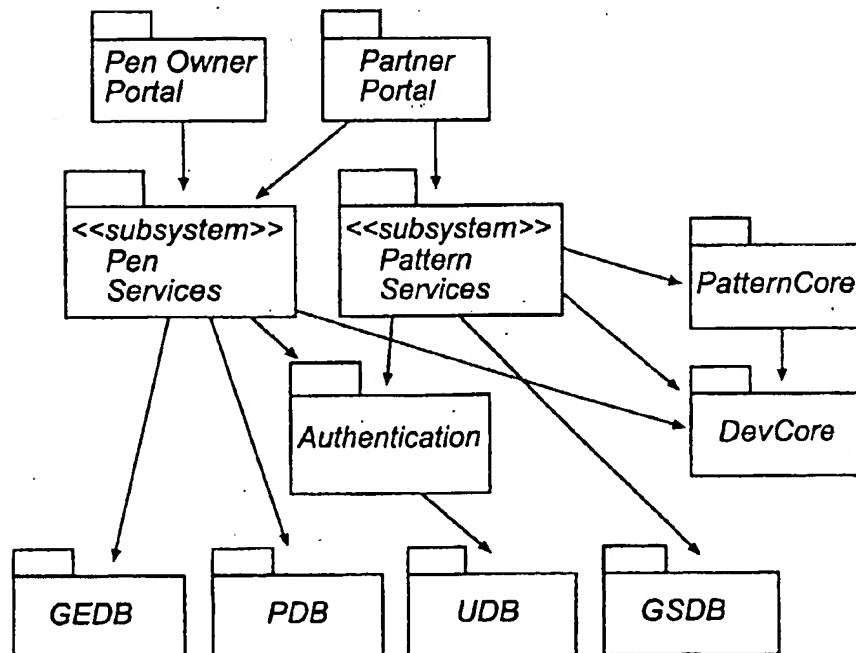 Pen Owner
Portal
Partner
Portal
<<subsystem>>
Pen
Services
<<subsystem>>
Pattern
Services
PatternCore
Authentication
DevCore
GEDB
PDB
UDB
GSDB